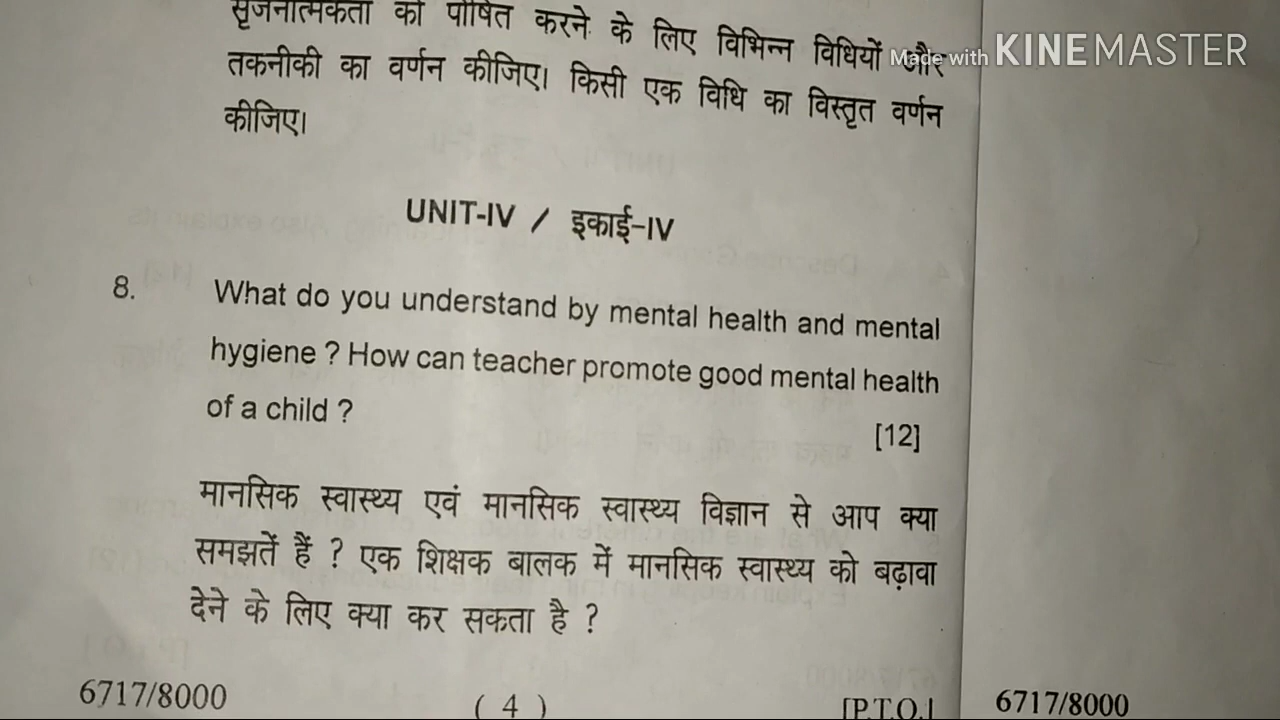 सृजनात्मकता को पोषित करने के लिए विभिन्न विधियों और
तकनीकी का वर्णन कीजिए। किसी एक विधि का विस्तृत वर्णन
कीजिए।
Made with KINEMASTER
UNIT-IV / इकाई-IV
8. What do you understand by mental health and mental
hygiene ? How can teacher promote good mental health
of a child ?
[12]
मानसिक स्वास्थ्य एवं मानसिक स्वास्थ्य विज्ञान से आप क्या
समझतें हैं ? एक शिक्षक बालक में मानसिक स्वास्थ्य को बढ़ावा
देने के लिए क्या कर सकता है ?
6717/8000 ( 4 ) [P.T.O.] 6717/8000